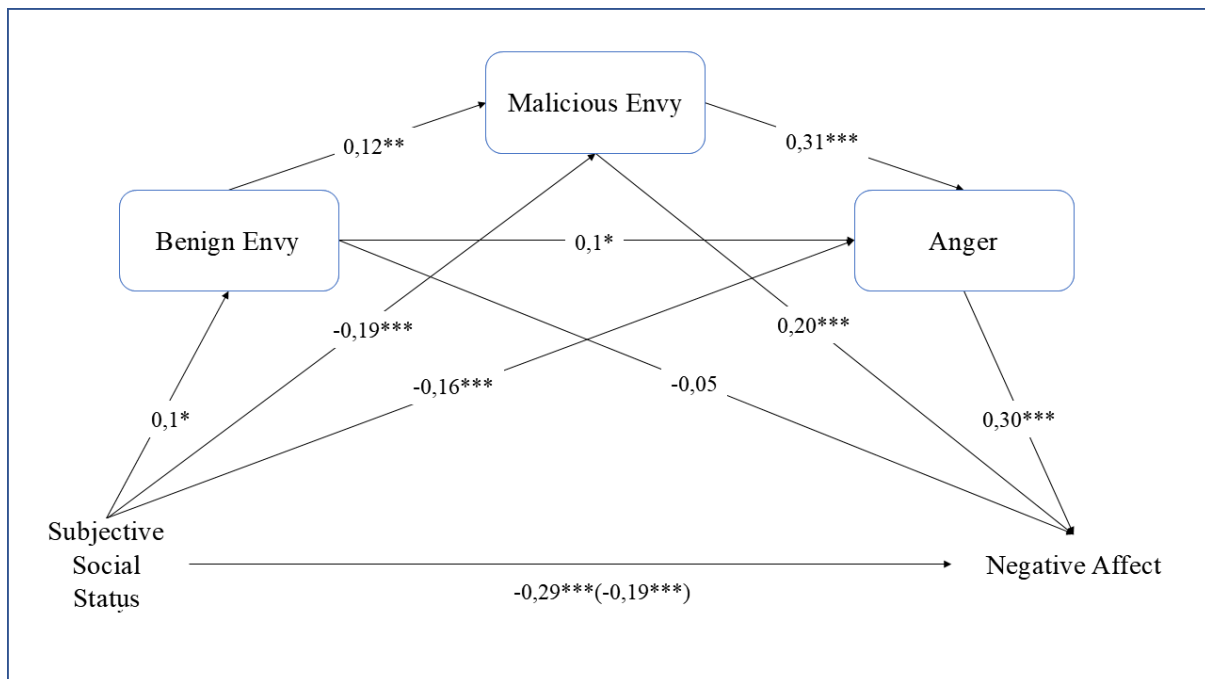 Malicious Envy
0,12**
0,31***
Benign Envy
0,1*
Anger
-0,19***
0,20***
-0,16***
-0,05
0,1*
0,30***
Subjective
Social
Status
Negative Affect
-0,29***(-0,19***)